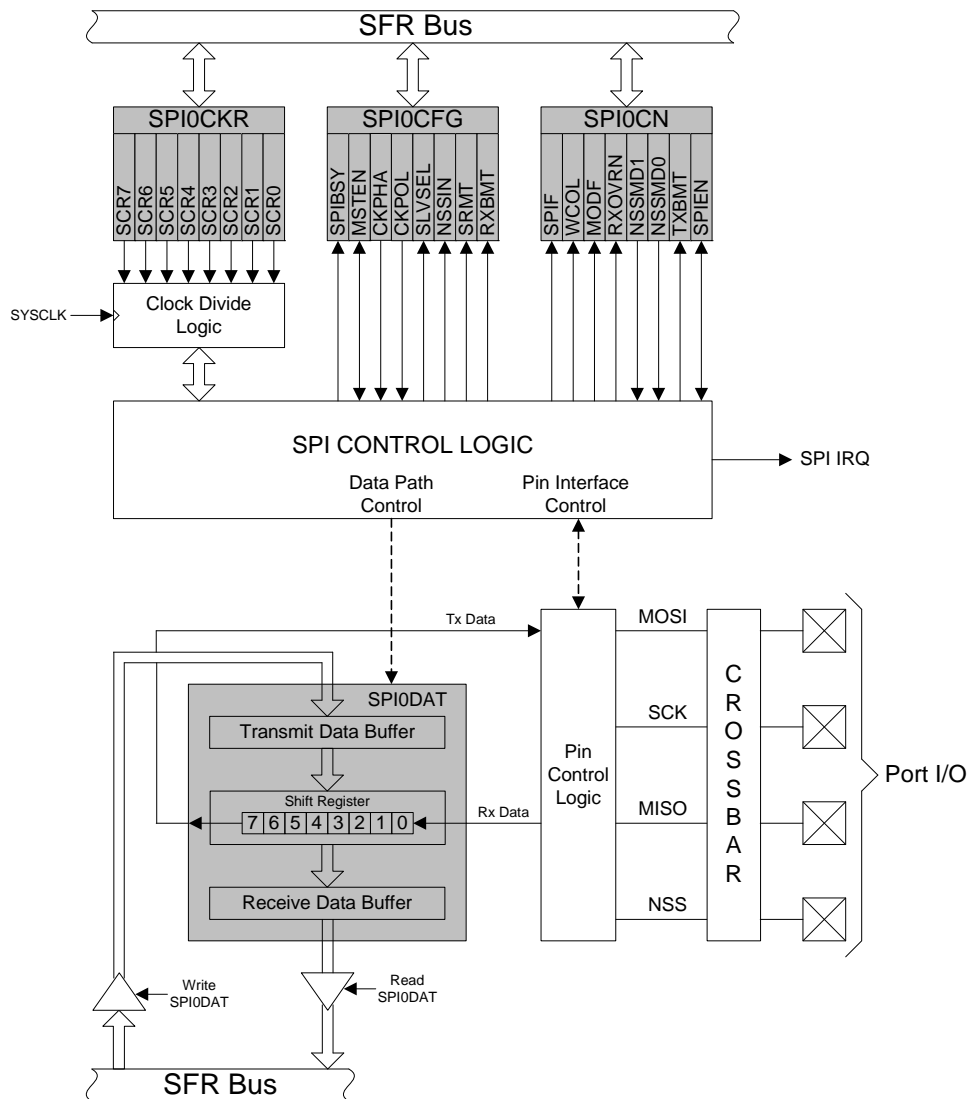 SFR Bus
SPI0CKR
SPI0CFG
SPI0CN
SCR7
SCR6
SCR5
SCR4
SCR3
SCR2
SCR1
SCR0
SPIBSY
MSTEN
CKPHA
CKPOL
SLVSEL
NSSIN
SRMT
RXBMT
SPIF
WCOL
MODF
RXOVRN
NSSMD1
NSSMD0
TXBMT
SPIEN
SYSCLK
Clock Divide
Logic
SPI CONTROL LOGIC
SPI IRQ
Data Path
Control
Pin Interface
Control
Tx Data
MOSI
SPI0DAT
Transmit Data Buffer
SCK
Shift Register
7 6 5 4 3 2 1 0
Rx Data
Pin
Control
Logic
MISO
Receive Data Buffer
NSS
CROSSBAR
Port I/O
Write
SPI0DAT
Read
SPI0DAT
SFR Bus